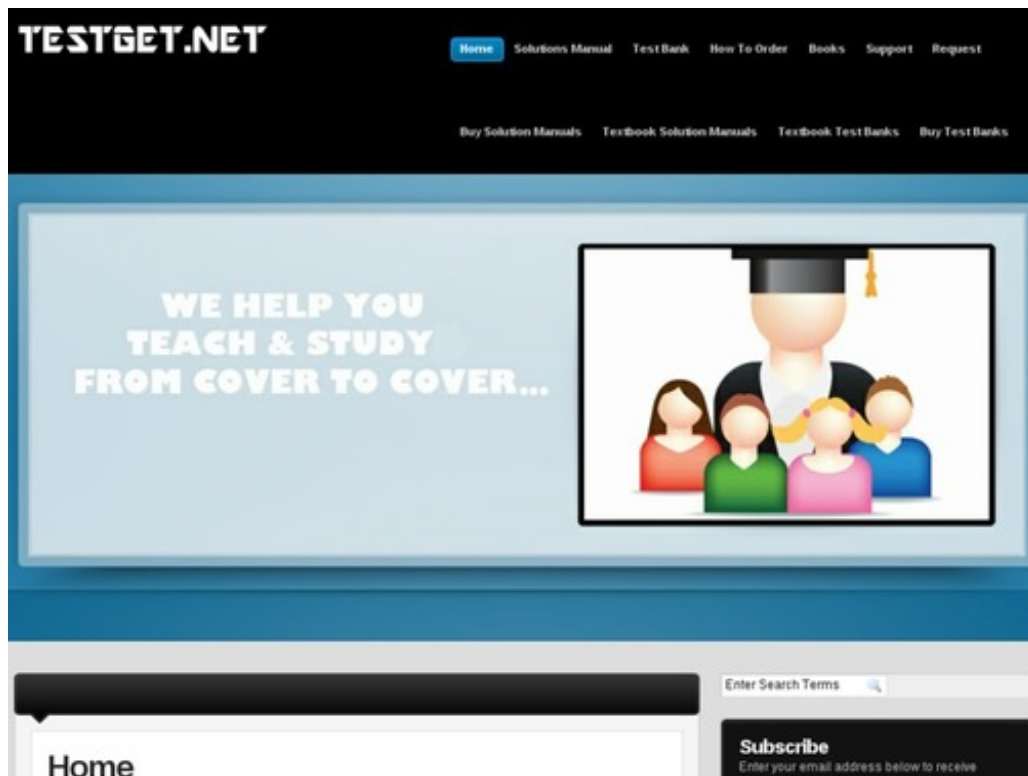 TESTGET.NET
Home Solutions Manual Test Bank How To Order Books Support Request
Buy Solution Manuals Textbook Solution Manuals Textbook Test Banks Buy Test Banks
WE HELP YOU
TEACH & STUDY
FROM COVER TO COVER...
Enter Search Terms
Home
Subscribe
Enter your email address below to receive